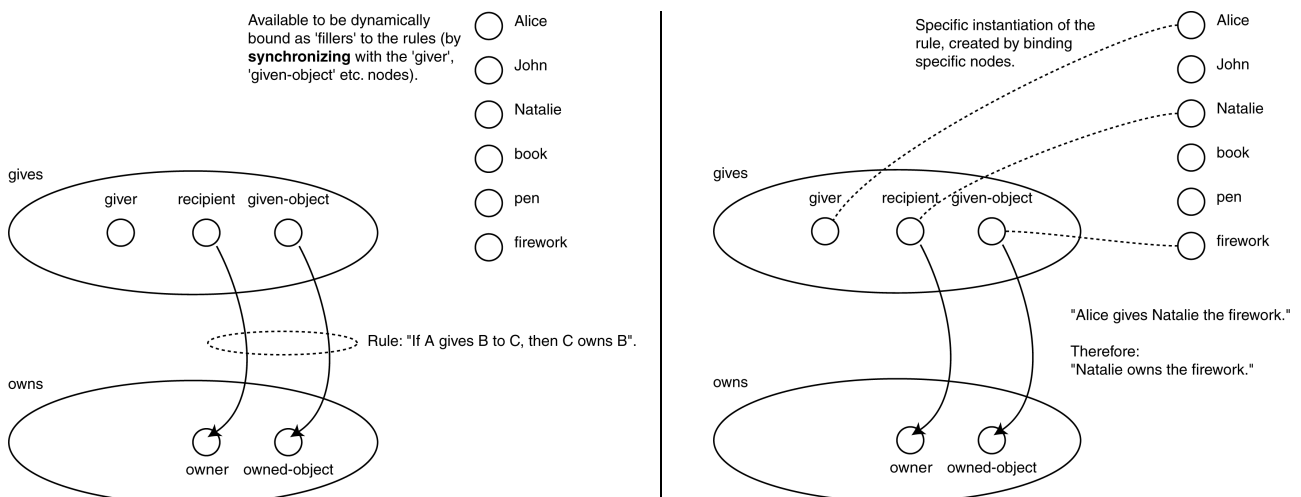 Available to be dynamically
bound as 'fillers' to the rules (by
synchronizing with the 'giver',
'given-object' etc. nodes).
Alice
John
Natalie
book
pen
firework
gives
giver recipient given-object
Rule: "If A gives B to C, then C owns B".
owns
owner owned-object
Specific instantiation of the
rule, created by binding
specific nodes.
Alice
John
Natalie
book
pen
firework
gives
giver recipient given-object
"Alice gives Natalie the firework."
Therefore:
"Natalie owns the firework."
owns
owner owned-object